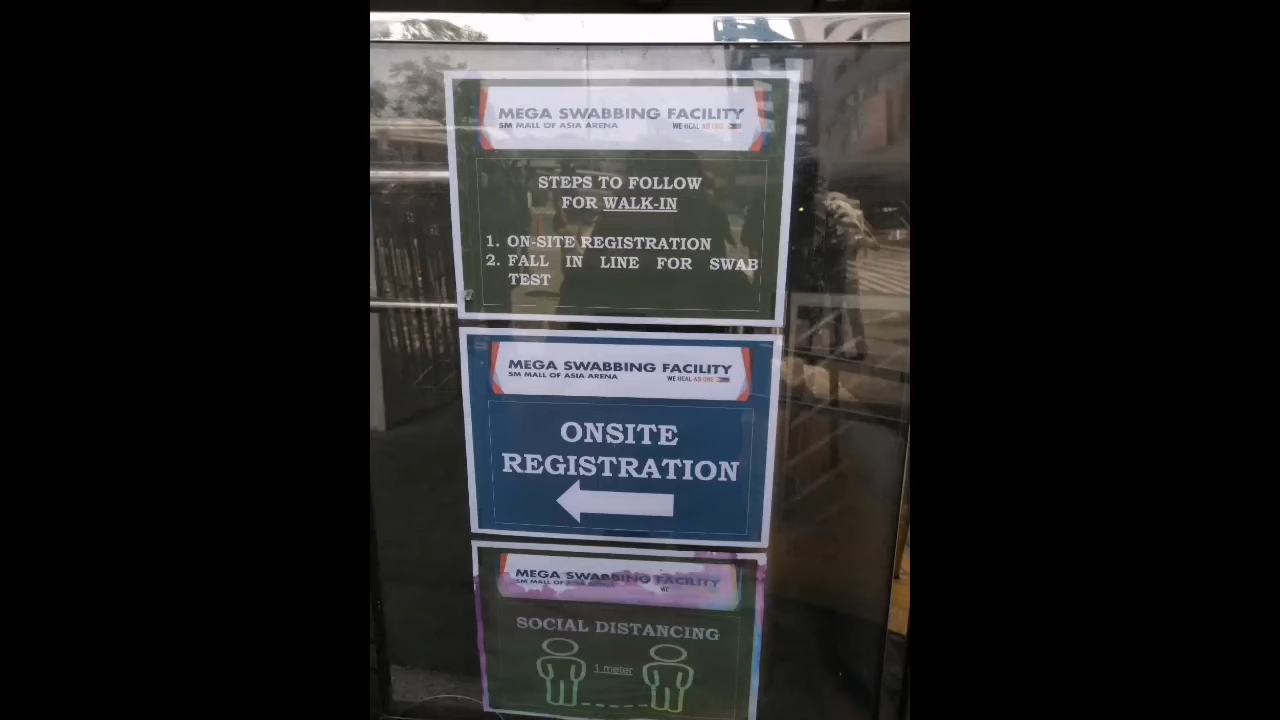 MEGA SWABBING FACILITY
SM MALL OF ASIA ARENA WE HEAL AS ONE
STEPS TO FOLLOW
FOR WALK-IN
1. ON-SITE REGISTRATION
2. FALL IN LINE FOR SWAB
TEST
MEGA SWABBING FACILITY
SM MALL OF ASIA ARENA WE HEAL AS ONE
ONSITE
REGISTRATION
MEGA SWABBING FACILITY
SM MALL OF ASIA ARENA WE
SOCIAL DISTANCING
1 meter